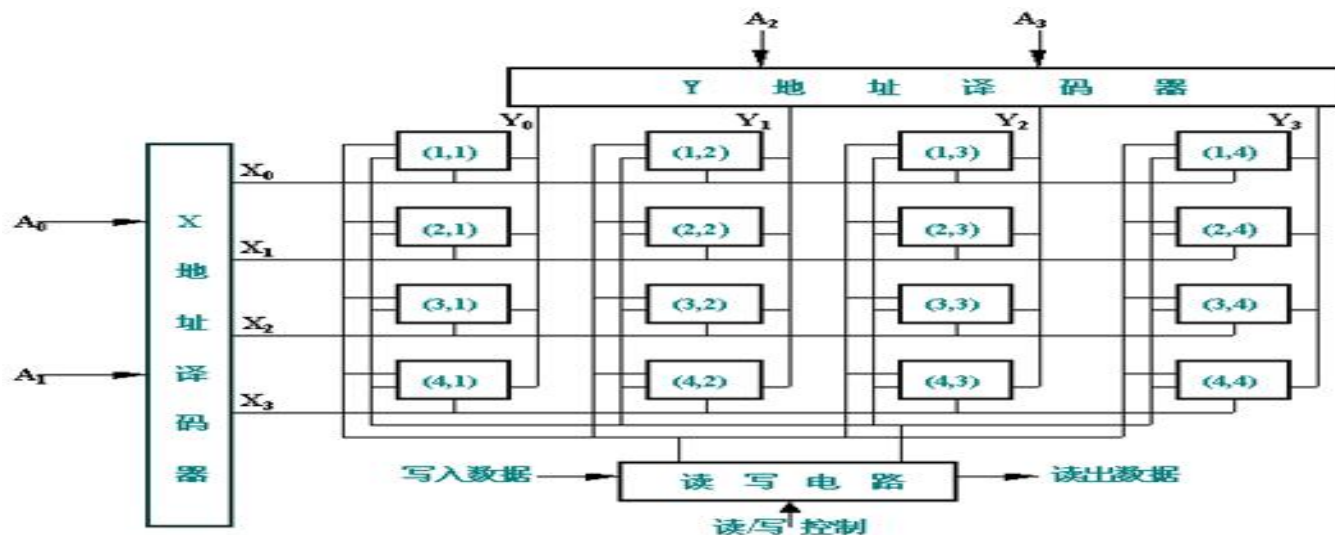 A₂ A₃
Y 地 址 译 码 器
Y₀ Y₁ Y₂ Y₃
(1,1) (1,2) (1,3) (1,4)
X₀
A₀
X 地 址 译 码 器
(2,1) (2,2) (2,3) (2,4)
X₁
(3,1) (3,2) (3,3) (3,4)
X₂
A₁
(4,1) (4,2) (4,3) (4,4)
X₃
写入数据 读 写 电 路 读出数据
读/写 控制